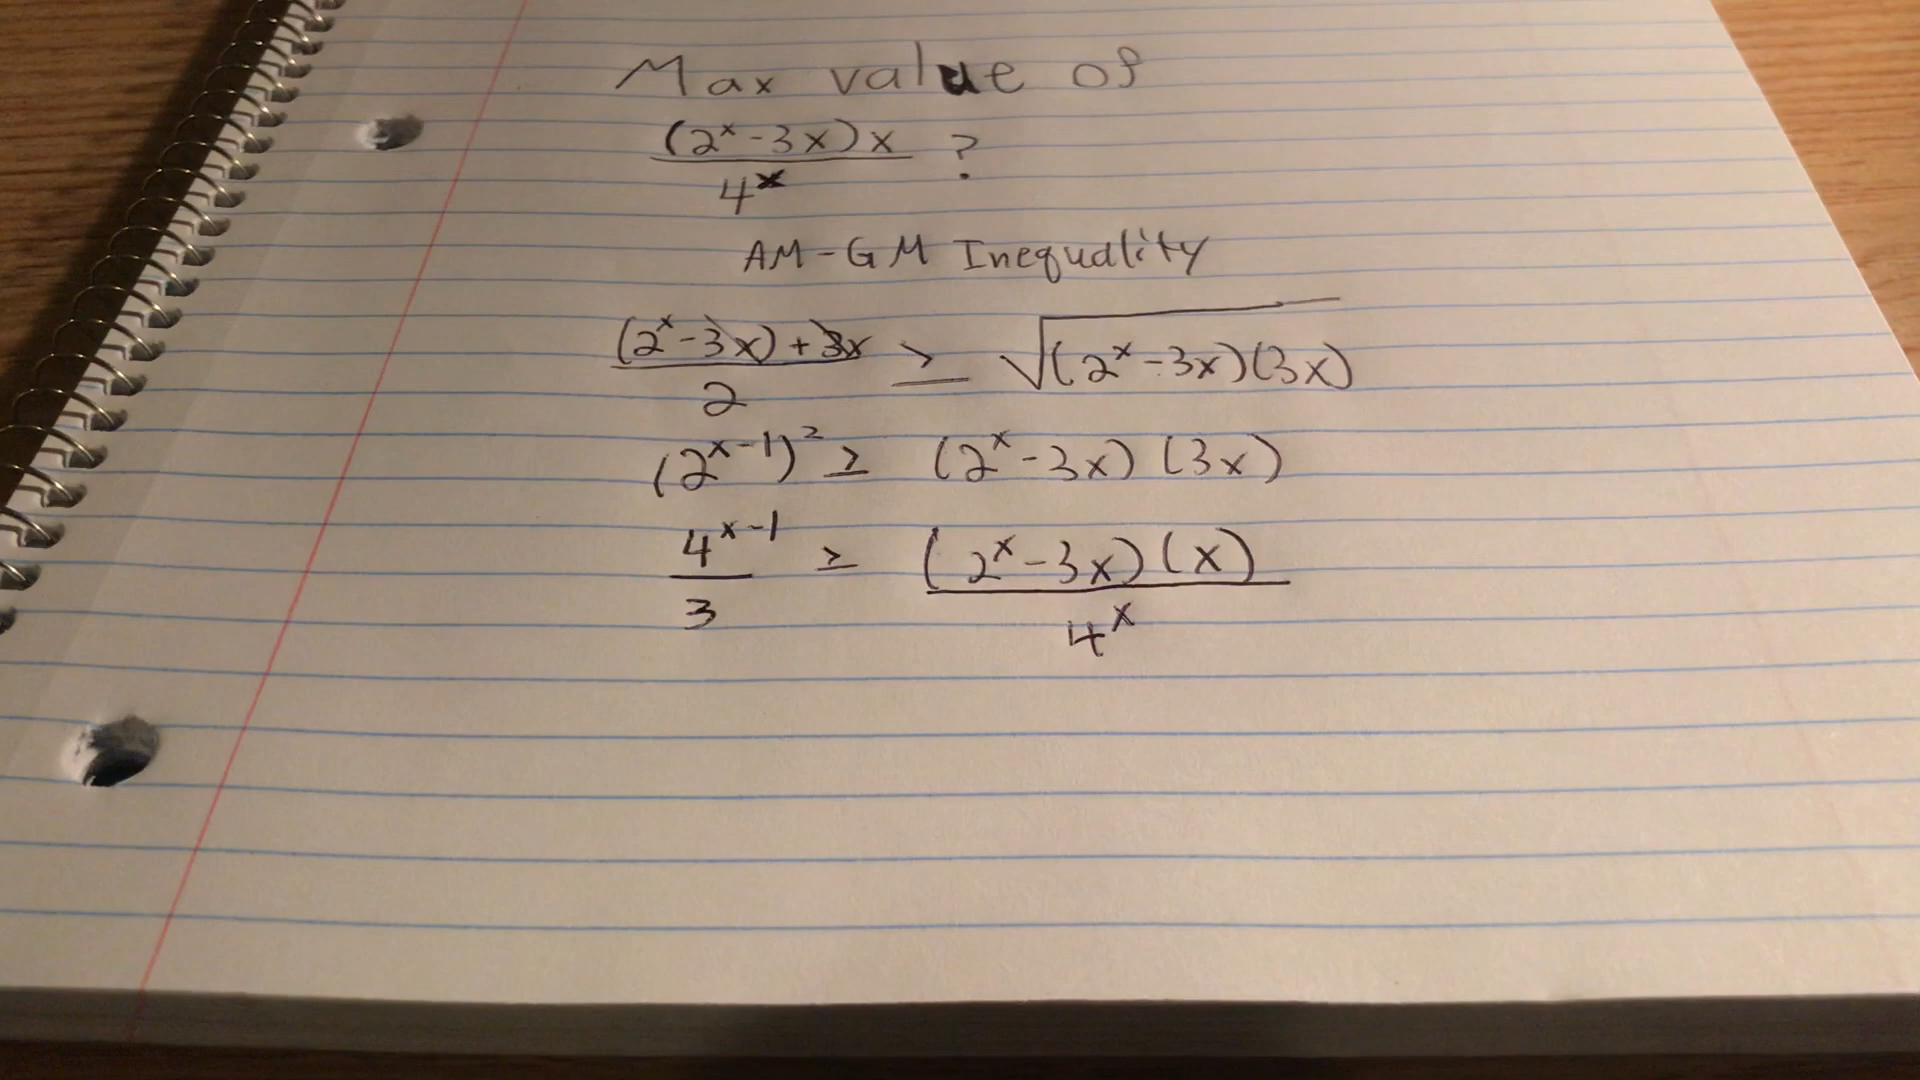 Max value of
(2^x - 3x)x / 4^x ?
AM-GM Inequality
((2^x - 3x) + 3x) / 2 ≥ √((2^x - 3x)(3x))
(2^(x-1))^2 ≥ (2^x - 3x)(3x)
4^(x-1) / 3 ≥ (2^x - 3x)(x) / 4^x